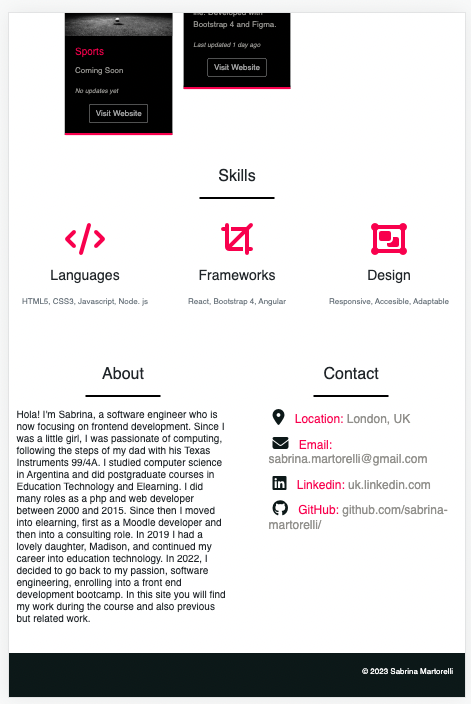 Sports
Coming Soon
No updates yet
Visit Website
Inc. Developed with
Bootstrap 4 and Figma.
Last updated 1 day ago
Visit Website
Skills
Languages
HTML5, CSS3, Javascript, Node. js
Frameworks
React, Bootstrap 4, Angular
Design
Responsive, Accesible, Adaptable
About
Hola! I'm Sabrina, a software engineer who is
now focusing on frontend development. Since I
was a little girl, I was passionate of computing,
following the steps of my dad with his Texas
Instruments 99/4A. I studied computer science
in Argentina and did postgraduate courses in
Education Technology and Elearning. I did
many roles as a php and web developer
between 2000 and 2015. Since then I moved
into elearning, first as a Moodle developer and
then into a consulting role. In 2019 I had a
lovely daughter, Madison, and continued my
career into education technology. In 2022, I
decided to go back to my passion, software
engineering, enrolling into a front end
development bootcamp. In this site you will find
my work during the course and also previous
but related work.
Contact
Location: London, UK
Email:
sabrina.martorelli@gmail.com
Linkedin: uk.linkedin.com
GitHub: github.com/sabrina-
martorelli/
© 2023 Sabrina Martorelli